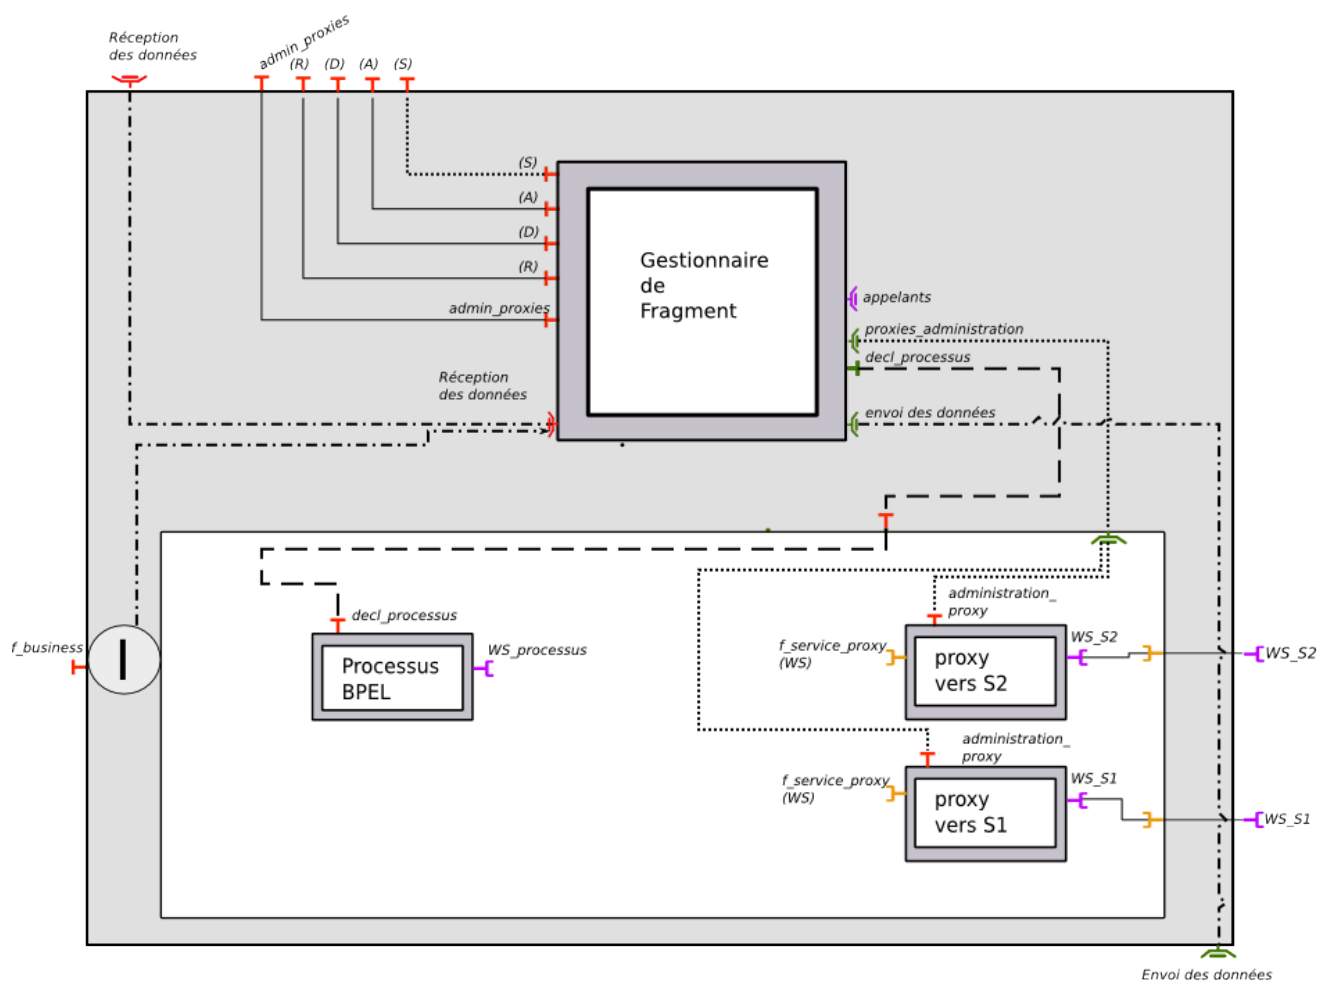 Réception
des données
admin_proxies
(R)
(D)
(A)
(S)
(S)
(A)
(D)
(R)
admin_proxies
Gestionnaire
de
Fragment
appelants
proxies_administration
decl_processus
Réception
des données
envoi des données
administration_
proxy
decl_processus
f_business
WS_processus
Processus
BPEL
f_service_proxy
(WS)
proxy
vers S2
WS_S2
WS_S2
administration_
proxy
f_service_proxy
(WS)
proxy
vers S1
WS_S1
WS_S1
Envoi des données